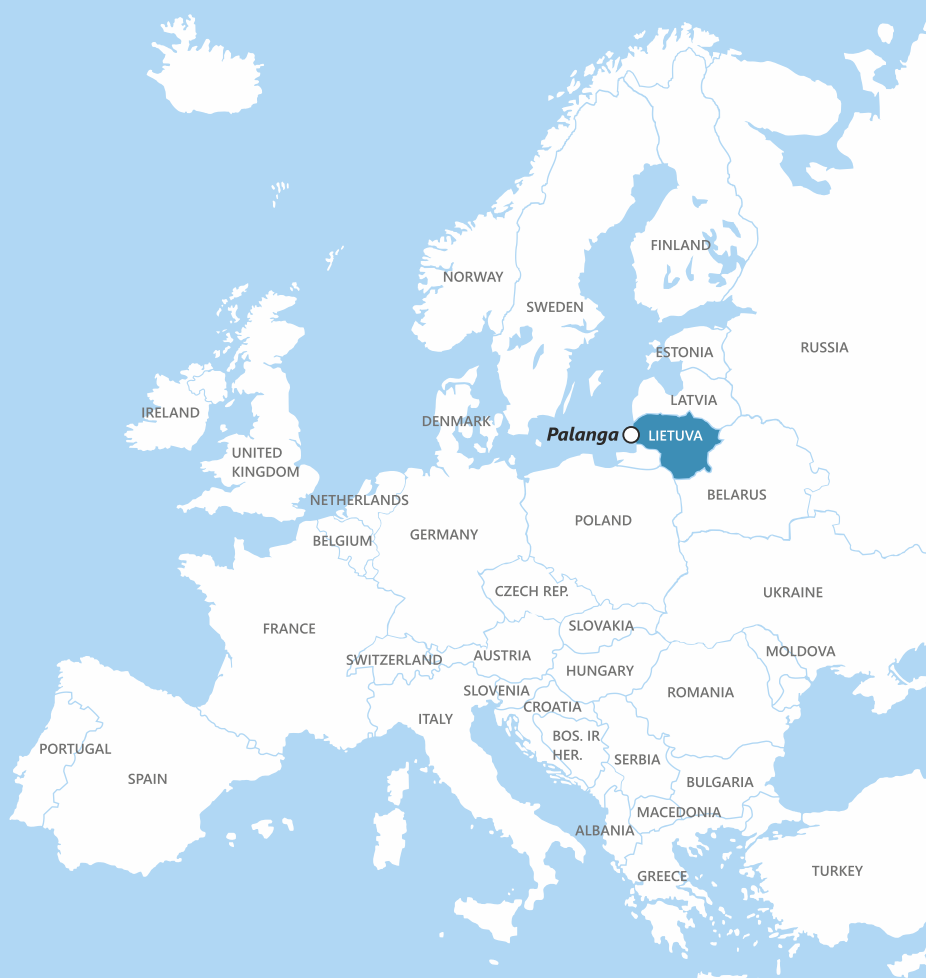 FINLAND
NORWAY
SWEDEN
RUSSIA
ESTONIA
LATVIA
IRELAND
DENMARK
Palanga
LIETUVA
UNITED
KINGDOM
BELARUS
NETHERLANDS
POLAND
GERMANY
BELGIUM
CZECH REP.
UKRAINE
FRANCE
SLOVAKIA
MOLDOVA
AUSTRIA
SWITZERLAND
HUNGARY
SLOVENIA
ROMANIA
CROATIA
ITALY
BOS. IR
HER.
PORTUGAL
SERBIA
SPAIN
BULGARIA
MACEDONIA
ALBANIA
TURKEY
GREECE